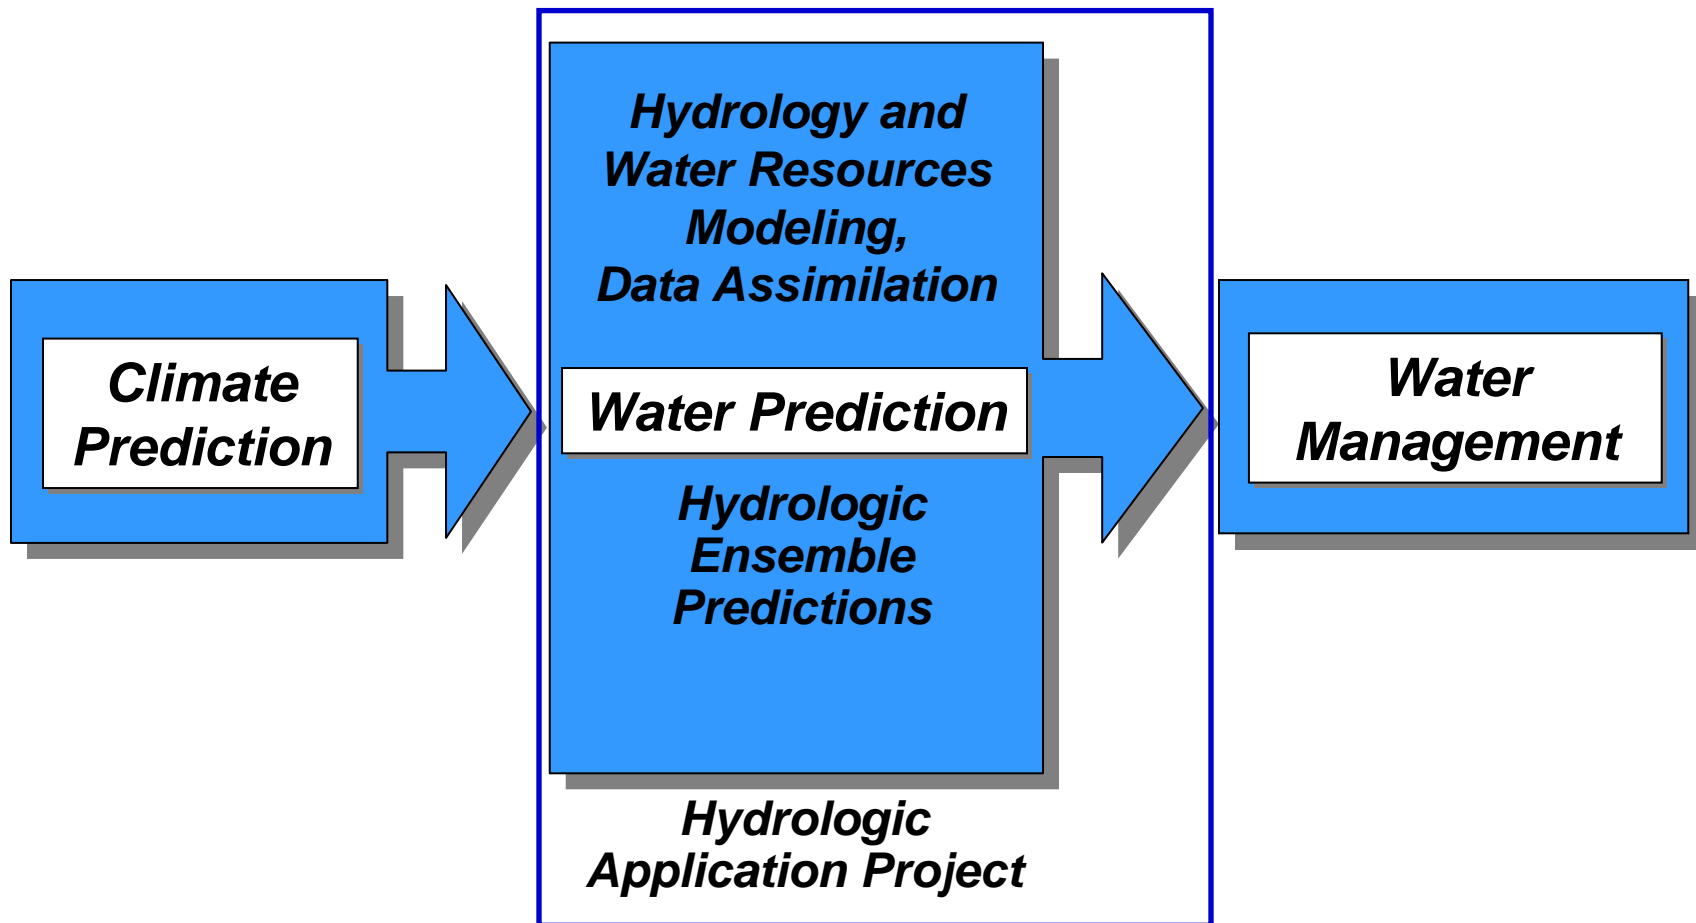 Climate
Prediction
Hydrology and
Water Resources
Modeling,
Data Assimilation
Water Prediction
Hydrologic
Ensemble
Predictions
Hydrologic
Application Project
Water
Management